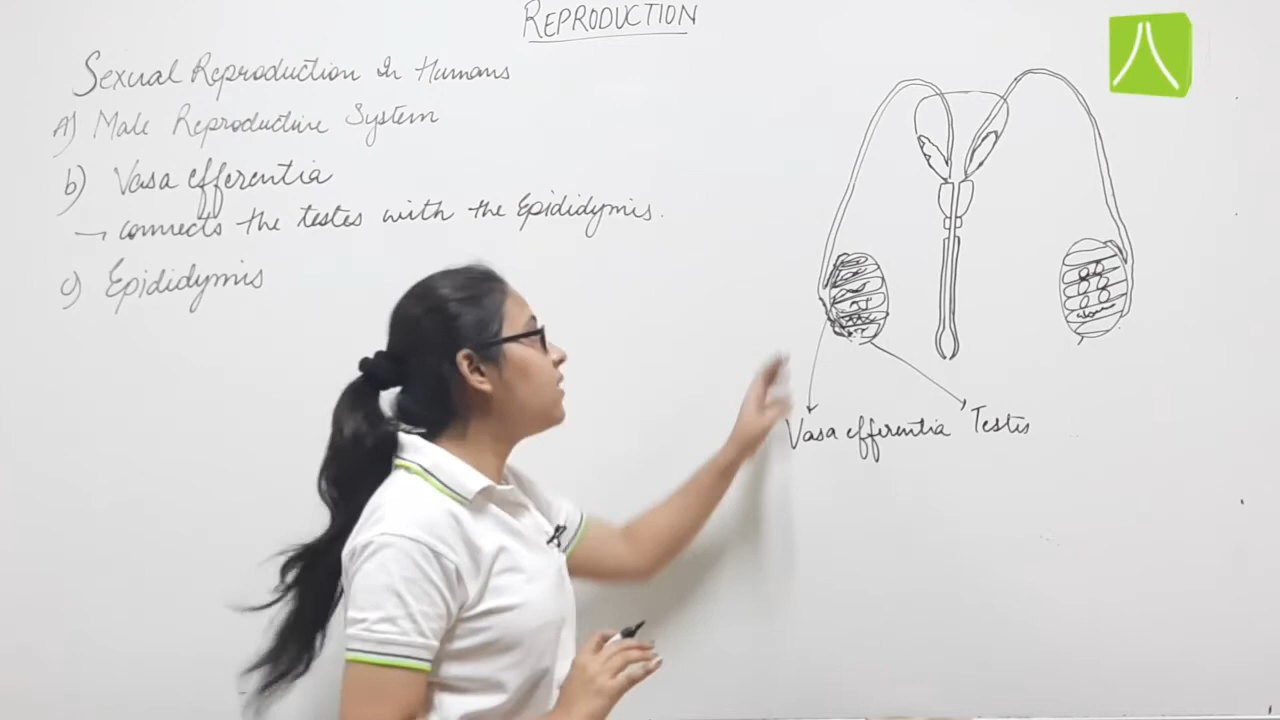 REPRODUCTION
Sexual Reproduction In Humans
A) Male Reproductive System
b) Vasa efferentia
→ connects the testes with the Epididymis.
c) Epididymis
Vasa efferentia Testis